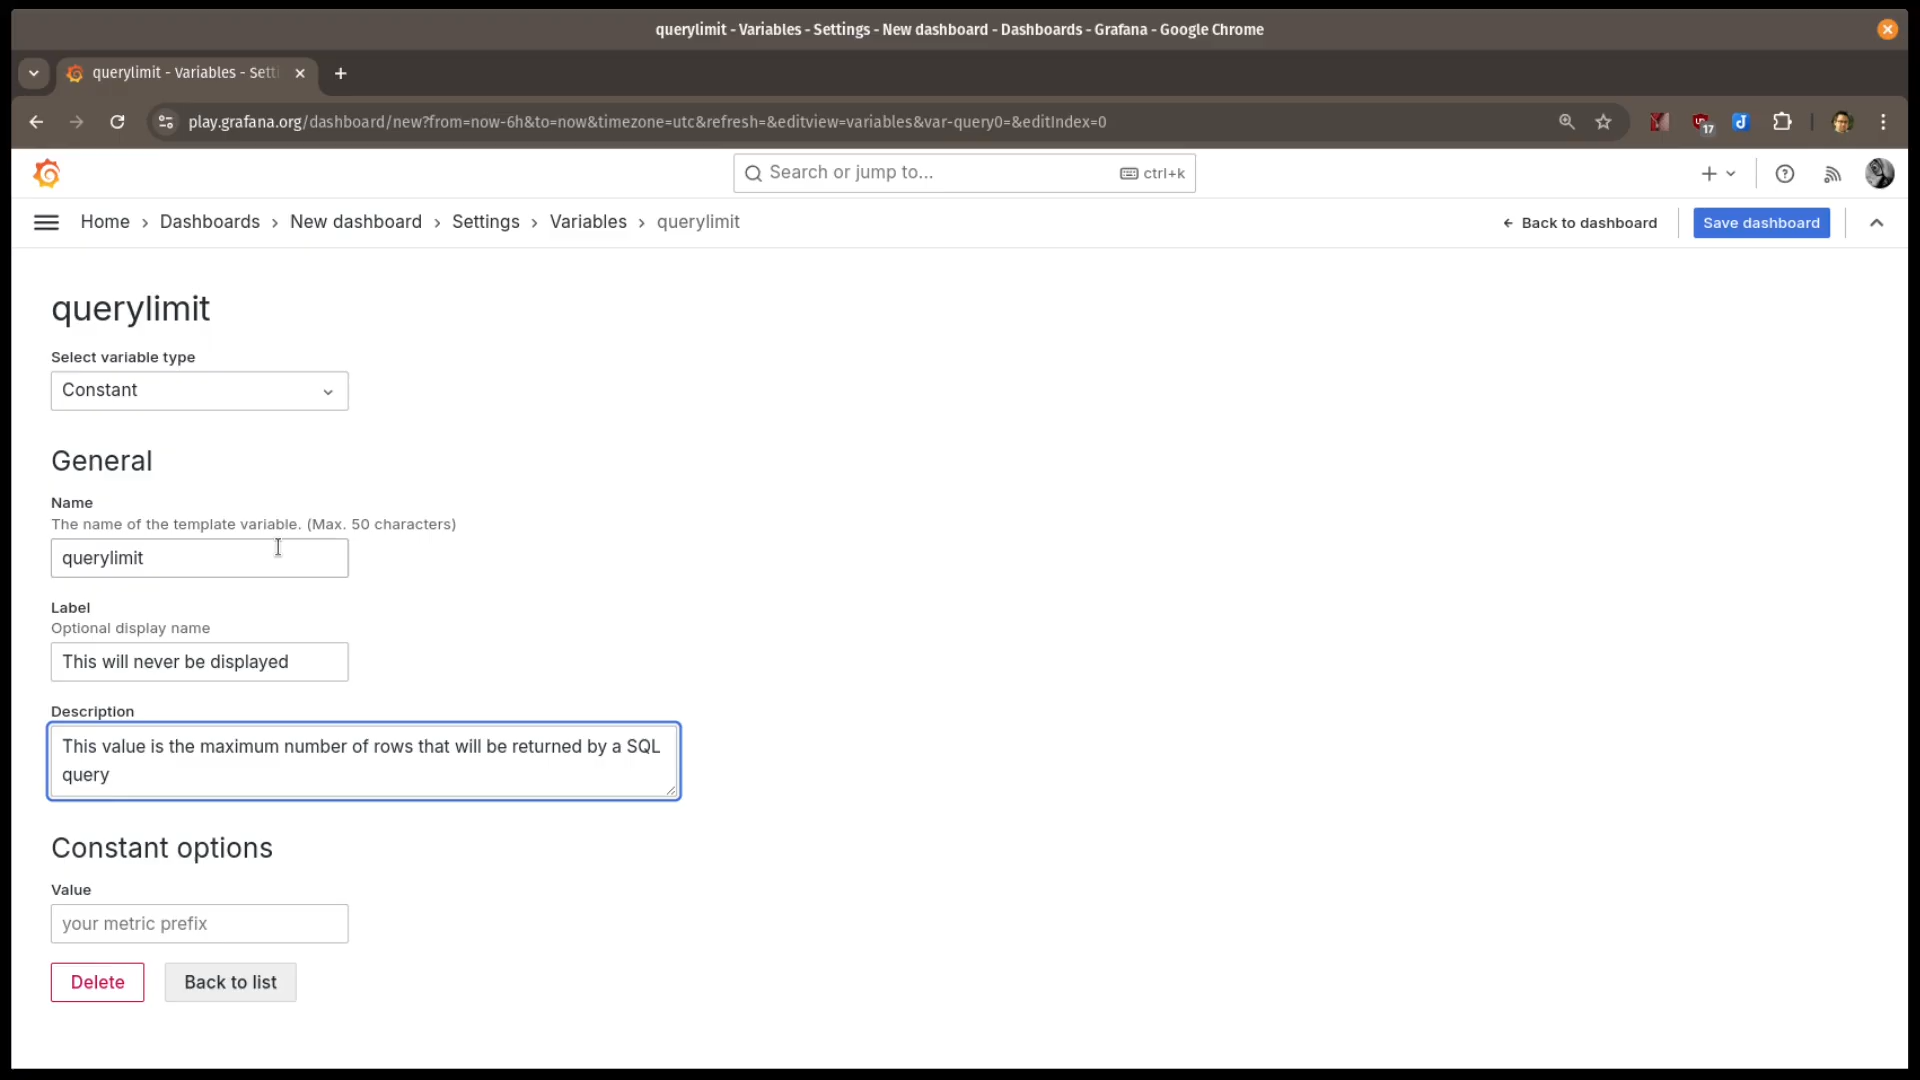 querylimit - Variables - Settings - New dashboard - Dashboards - Grafana - Google Chrome
querylimit - Variables - Setti
play.grafana.org/dashboard/new?from=now-6h&to=now&timezone=utc&refresh=&editview=variables&var-query0=&editIndex=0
17
Search or jump to...
ctrl+k
Home › Dashboards › New dashboard › Settings › Variables › querylimit
Back to dashboard
Save dashboard
querylimit
Select variable type
Constant
General
Name
The name of the template variable. (Max. 50 characters)
querylimit
Label
Optional display name
This will never be displayed
Description
This value is the maximum number of rows that will be returned by a SQL
query
Constant options
Value
your metric prefix
Delete
Back to list